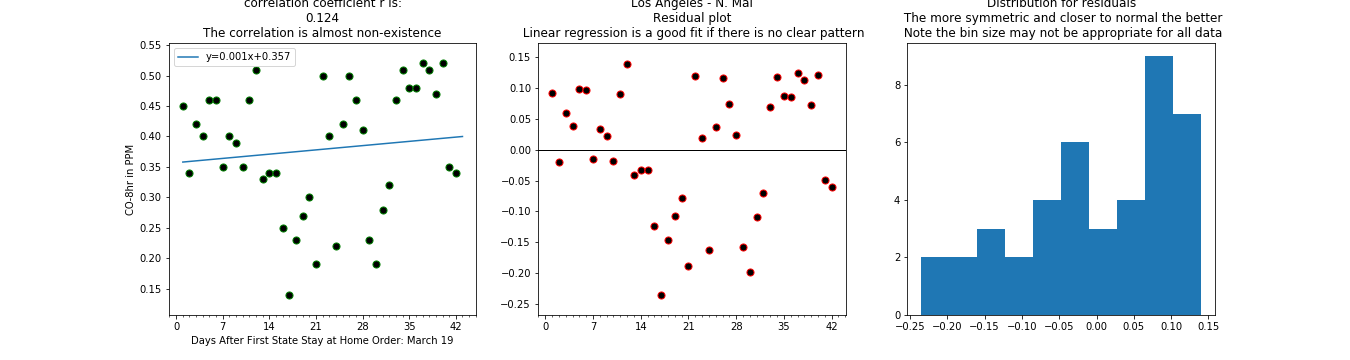 correlation coefficient r is:
0.124
The correlation is almost non-existence
0.55
0.50
0.45
0.40
0.35
0.30
0.25
0.20
0.15
CO-8hr in PPM
y=0.001x+0.357
0 7 14 21 28 35 42
Days After First State Stay at Home Order: March 19
Los Angeles - N. Mai
Residual plot
Linear regression is a good fit if there is no clear pattern
0.15
0.10
0.05
0.00
−0.05
−0.10
−0.15
−0.20
−0.25
0 7 14 21 28 35 42
Distribution for residuals
The more symmetric and closer to normal the better
Note the bin size may not be appropriate for all data
8
6
4
2
0
−0.25 −0.20 −0.15 −0.10 −0.05 0.00 0.05 0.10 0.15